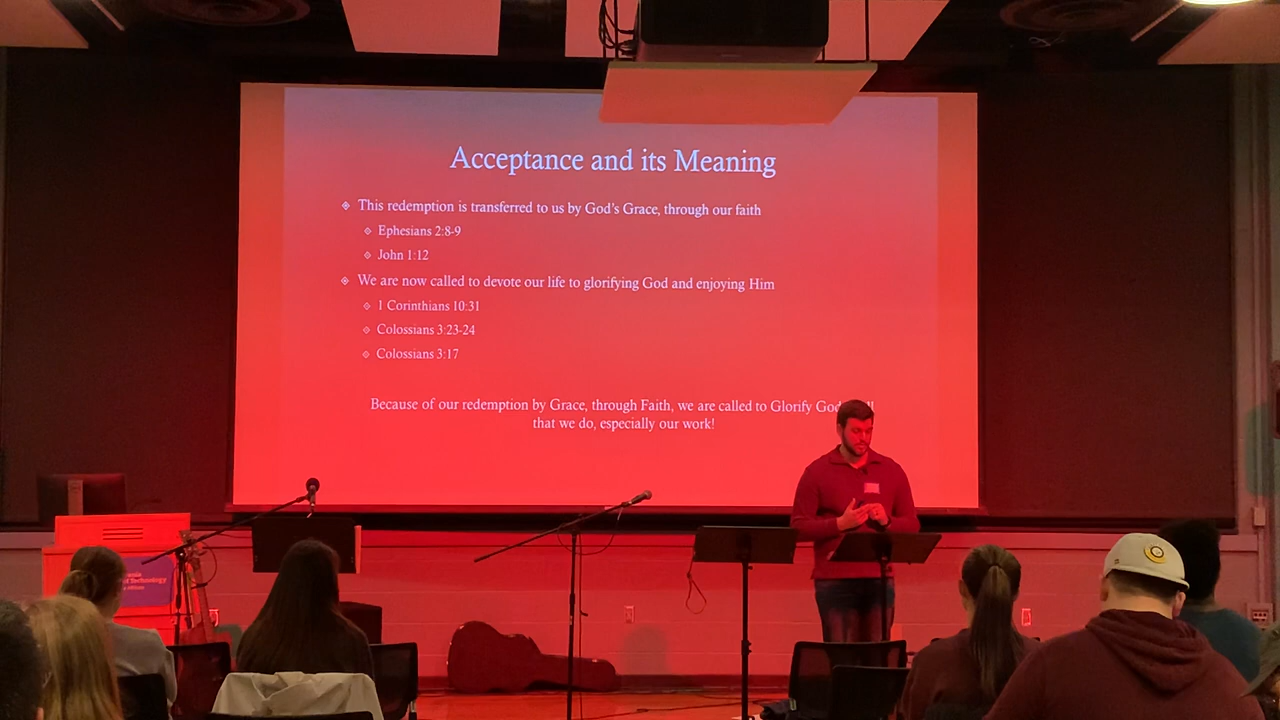 Acceptance and its Meaning
This redemption is transferred to us by God's Grace, through our faith
Ephesians 2:8-9
John 1:12
We are now called to devote our life to glorifying God and enjoying Him
1 Corinthians 10:31
Colossians 3:23-24
Colossians 3:17
Because of our redemption by Grace, through Faith, we are called to Glorify God
that we do, especially our work!
of Technology